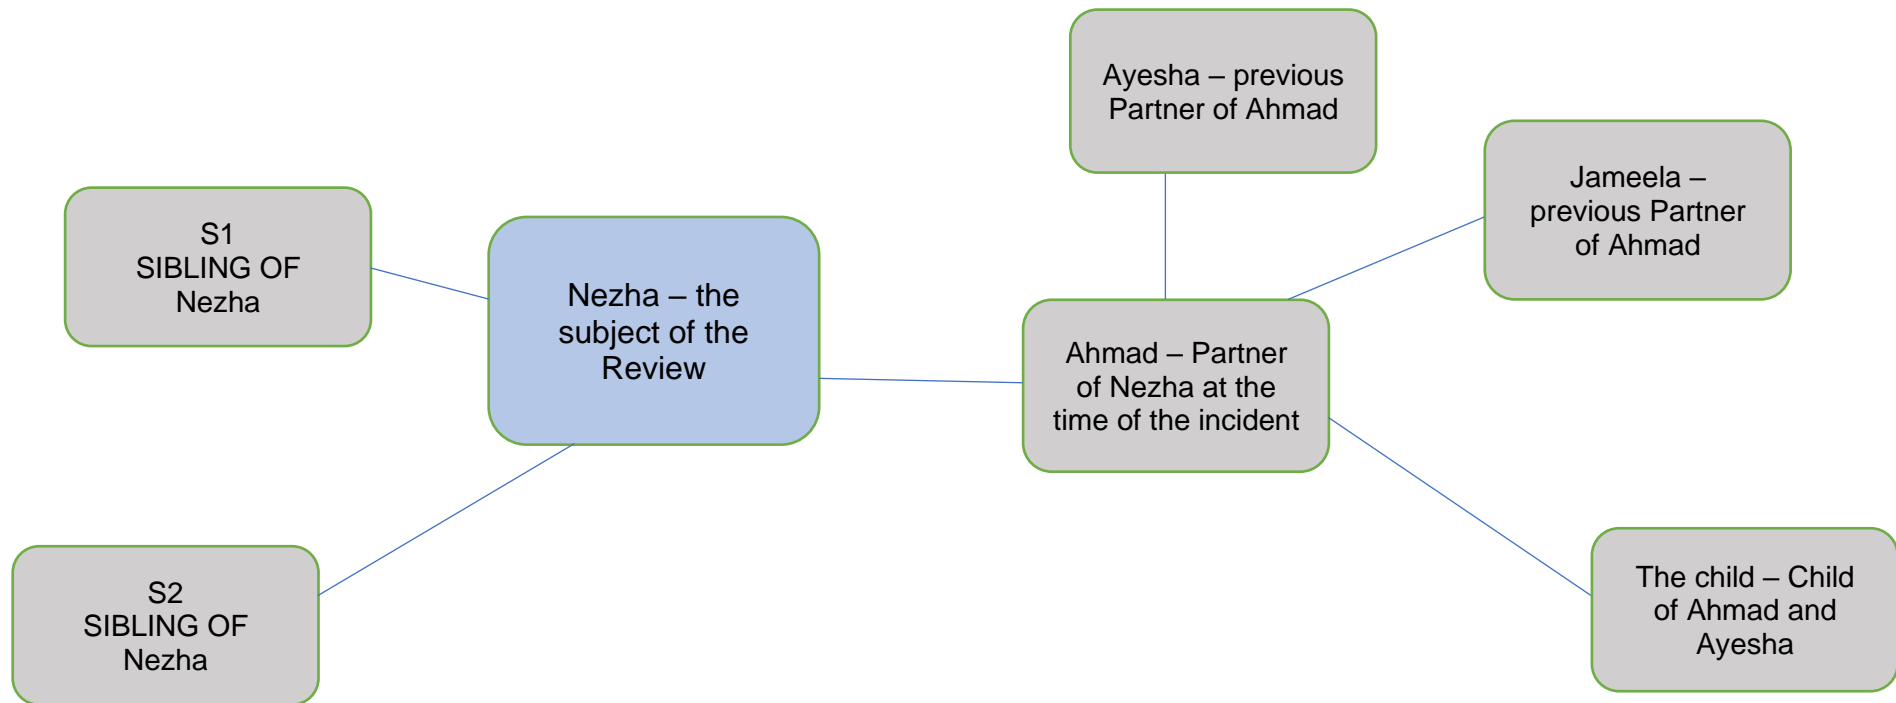 Ayesha – previous
Partner of Ahmad
Jameela –
previous Partner
of Ahmad
S1
SIBLING OF
Nezha
Nezha – the
subject of the
Review
Ahmad – Partner
of Nezha at the
time of the incident
S2
SIBLING OF
Nezha
The child – Child
of Ahmad and
Ayesha